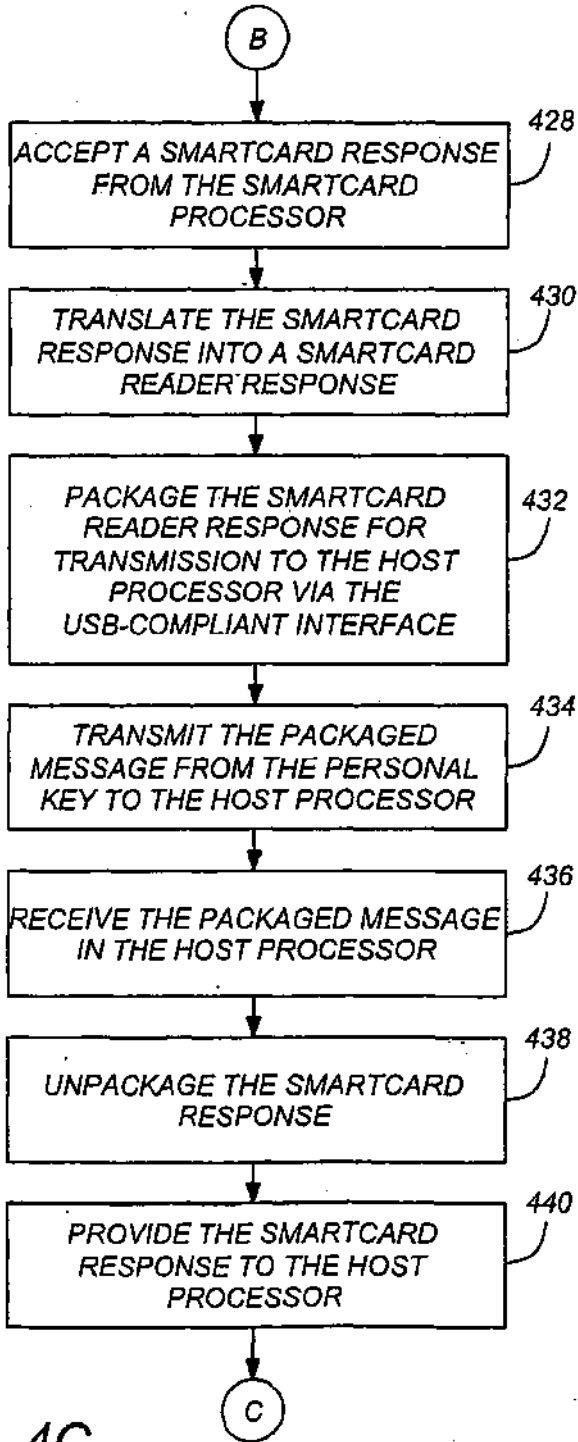 B
428
ACCEPT A SMARTCARD RESPONSE
FROM THE SMARTCARD
PROCESSOR
430
TRANSLATE THE SMARTCARD
RESPONSE INTO A SMARTCARD
READER RESPONSE
432
PACKAGE THE SMARTCARD
READER RESPONSE FOR
TRANSMISSION TO THE HOST
PROCESSOR VIA THE
USB-COMPLIANT INTERFACE
434
TRANSMIT THE PACKAGED
MESSAGE FROM THE PERSONAL
KEY TO THE HOST PROCESSOR
436
RECEIVE THE PACKAGED MESSAGE
IN THE HOST PROCESSOR
438
UNPACKAGE THE SMARTCARD
RESPONSE
440
PROVIDE THE SMARTCARD
RESPONSE TO THE HOST
PROCESSOR
C
4C